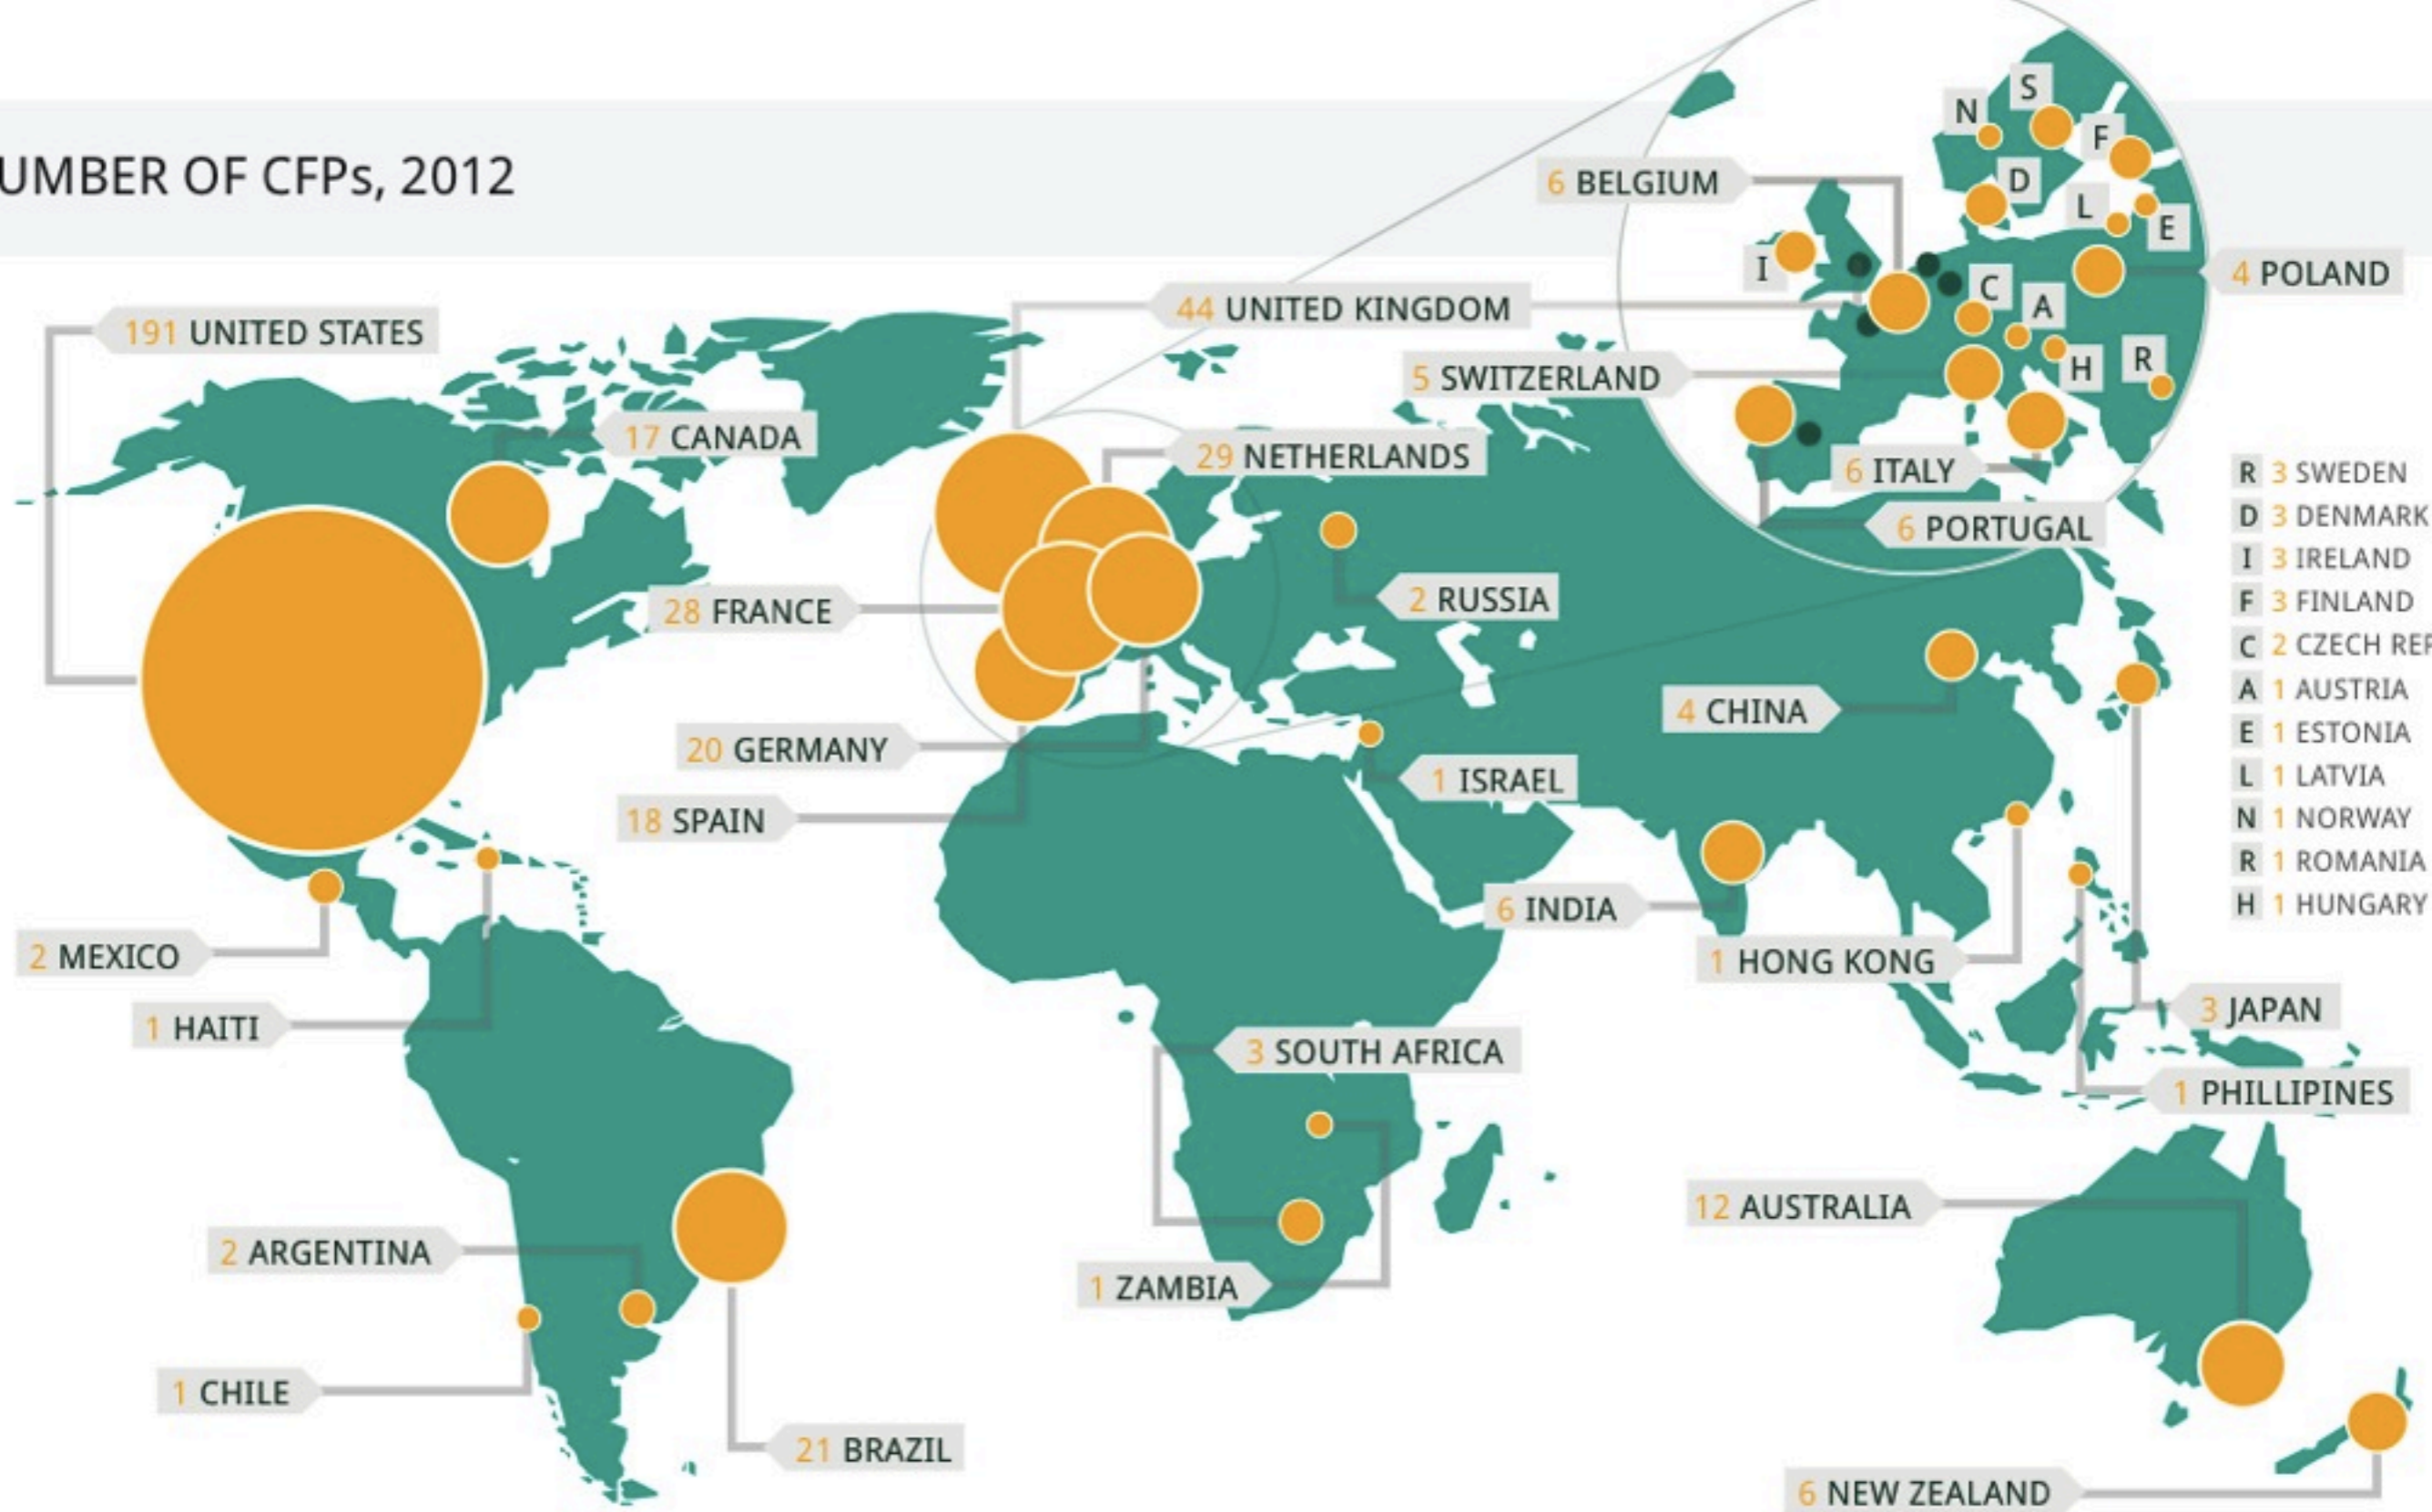 UMBER OF CFPs, 2012
S
N
F
D
L
E
6 BELGIUM
I
4 POLAND
C
A
44 UNITED KINGDOM
191 UNITED STATES
H
R
5 SWITZERLAND
17 CANADA
29 NETHERLANDS
6 ITALY
6 PORTUGAL
R 3 SWEDEN
D 3 DENMARK
I 3 IRELAND
F 3 FINLAND
C 2 CZECH REP
A 1 AUSTRIA
E 1 ESTONIA
L 1 LATVIA
N 1 NORWAY
R 1 ROMANIA
H 1 HUNGARY
28 FRANCE
2 RUSSIA
4 CHINA
20 GERMANY
1 ISRAEL
18 SPAIN
6 INDIA
2 MEXICO
1 HONG KONG
1 HAITI
3 JAPAN
3 SOUTH AFRICA
1 PHILLIPINES
12 AUSTRALIA
2 ARGENTINA
1 ZAMBIA
1 CHILE
21 BRAZIL
6 NEW ZEALAND